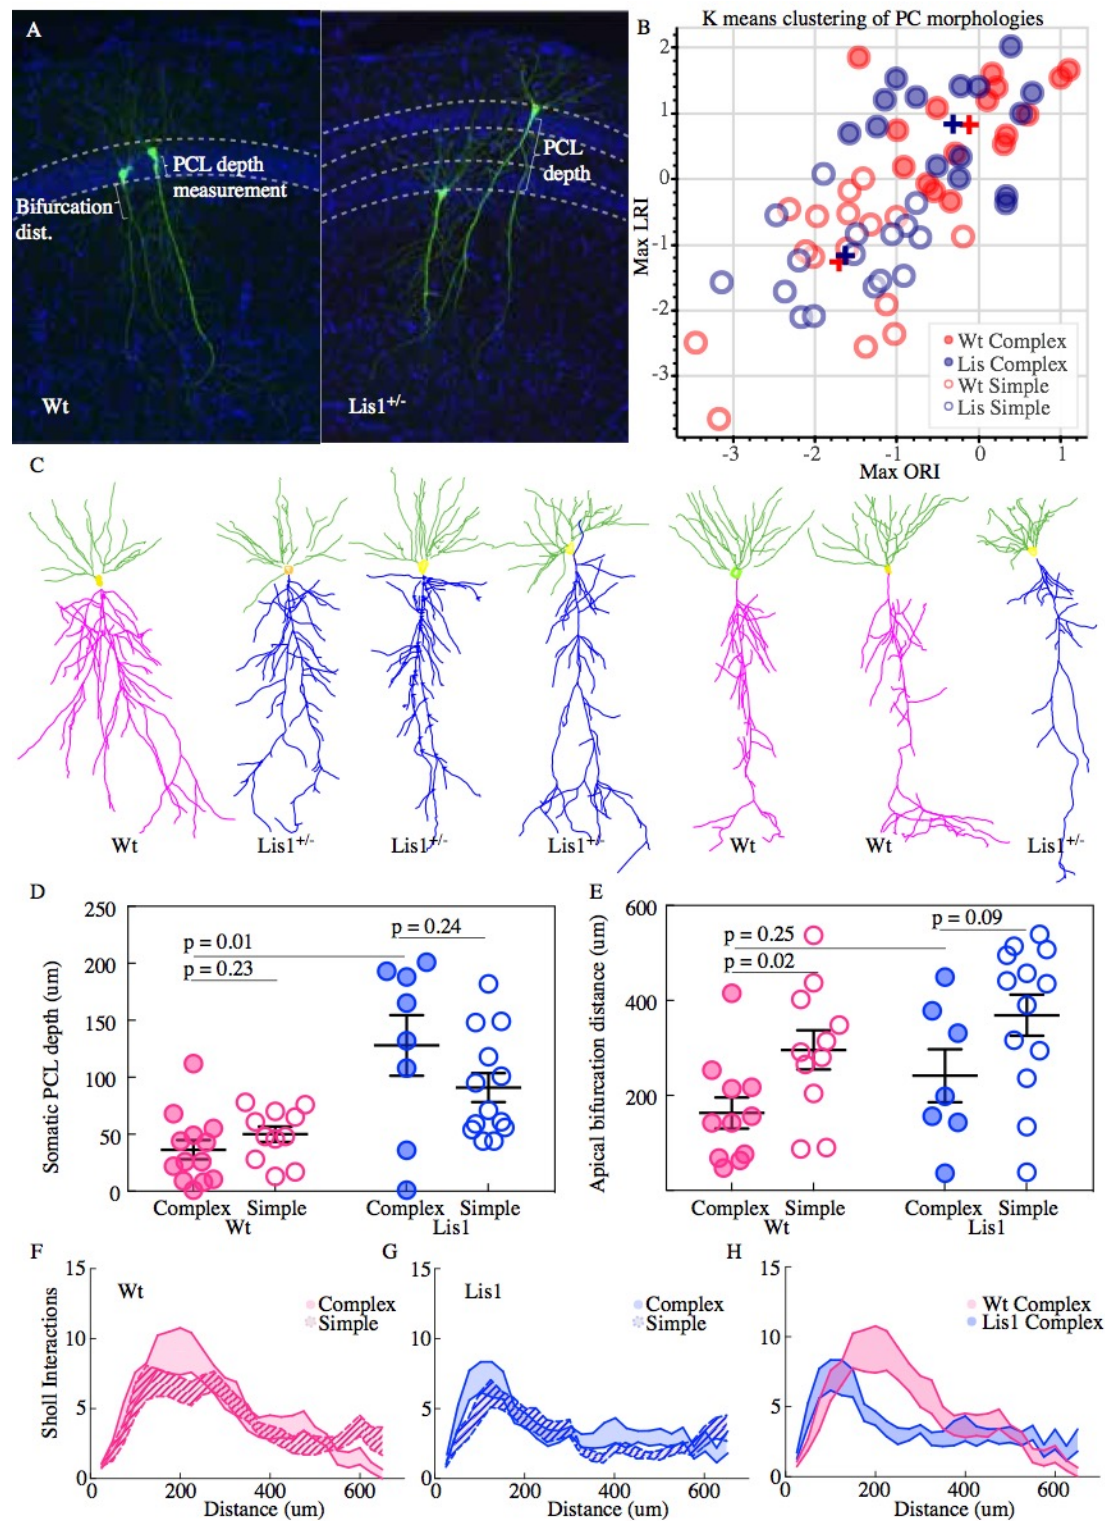 A
PCL depth
measurement
Bifurcation
dist.
Wt
PCL
depth
Lis1+/-
B
K means clustering of PC morphologies
2
1
0
-1
-2
-3
Max LRI
Wt Complex
Lis Complex
Wt Simple
Lis Simple
-3 -2 -1 0 1
Max ORI
C
Wt Lis1+/- Lis1+/- Lis1+/- Wt Wt Lis1+/-
D
250
200
150
100
50
0
Somatic PCL depth (um)
p = 0.01
p = 0.23
p = 0.24
Complex Simple Complex Simple
Wt Lis1
E
600
400
200
Apical bifurcation distance (um)
p = 0.09
p = 0.25
p = 0.02
Complex Simple Complex Simple
Wt Lis1
F
15
10
5
0
Sholl Interactions
Wt
Complex
Simple
0 200 400 600
Distance (um)
G
15
10
5
0
Lis1
Complex
Simple
0 200 400 600
Distance (um)
H
15
10
5
0
Wt Complex
Lis1 Complex
0 200 400 600
Distance (um)